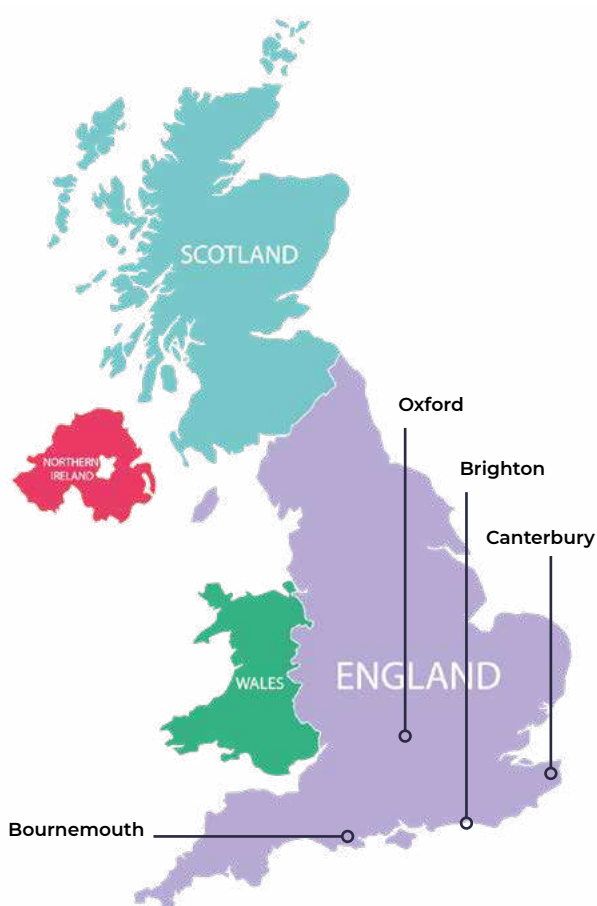 SCOTLAND
Oxford
NORTHERN
IRELAND
Brighton
Canterbury
ENGLAND
WALES
Bournemouth